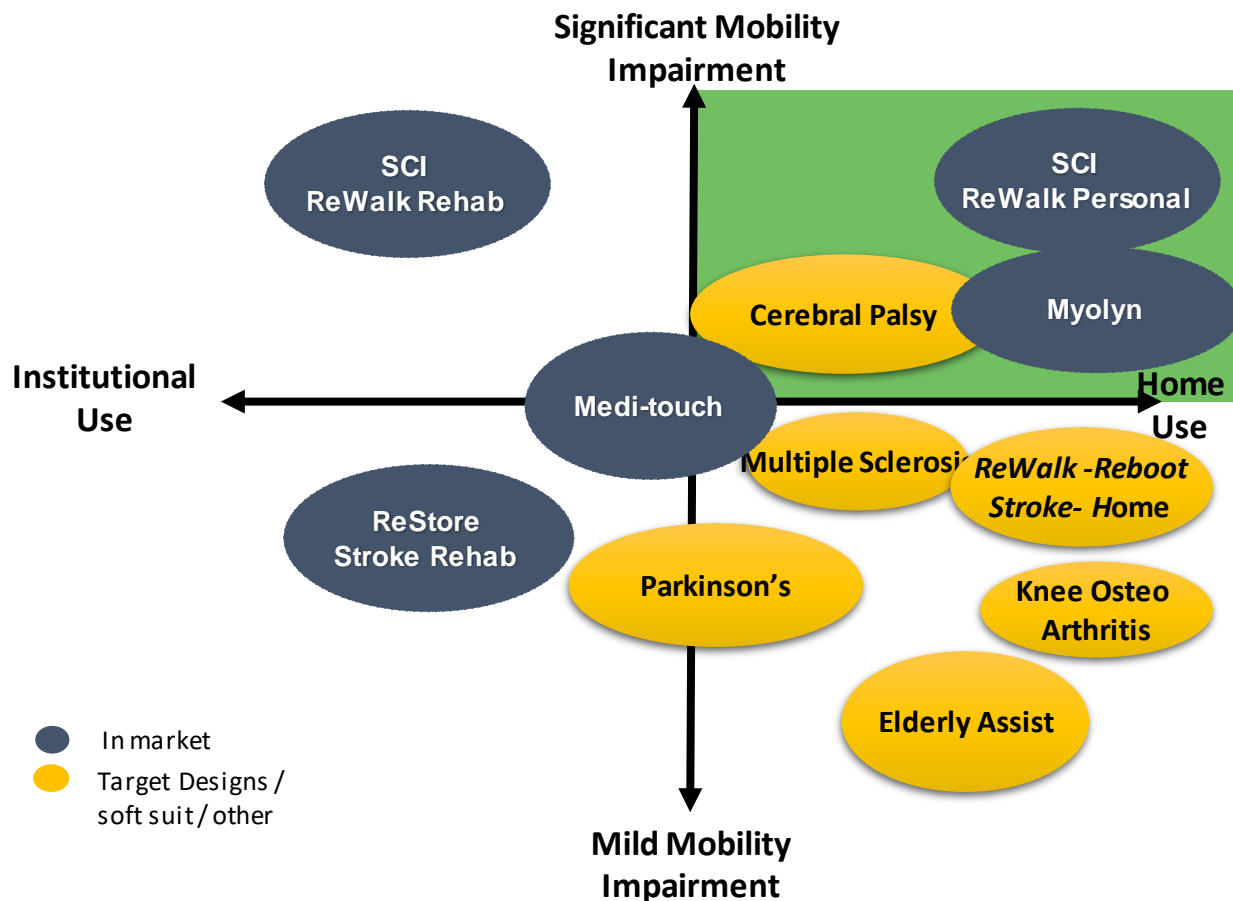 Significant Mobility
Impairment
SCI
ReWalk Rehab
SCI
ReWalk Personal
Cerebral Palsy
Myolyn
Institutional
Use
Medi-touch
Home
Use
Multiple Sclerosis
ReWalk -Reboot
Stroke- Home
ReStore
Stroke Rehab
Parkinson's
Knee Osteo
Arthritis
Elderly Assist
In market
Target Designs /
soft suit / other
Mild Mobility
Impairment